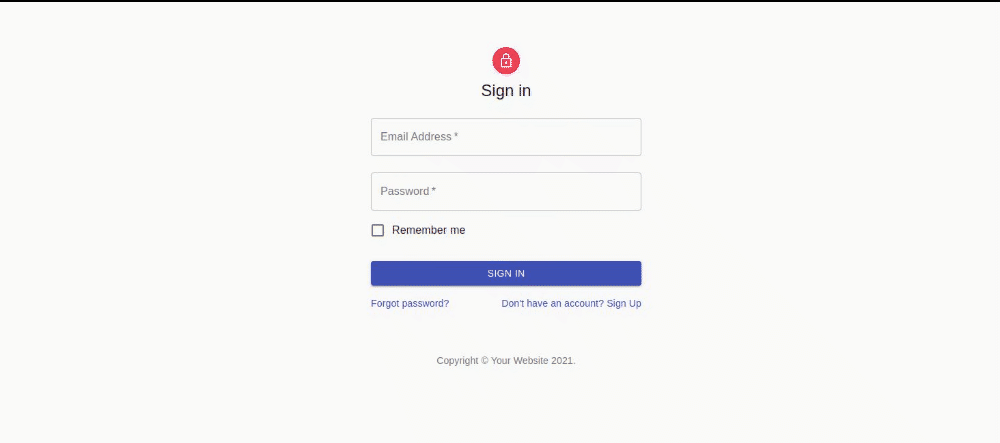 Sign in
Email Address *
Password *
Remember me
SIGN IN
Forgot password? Don't have an account? Sign Up
Copyright © Your Website 2021.